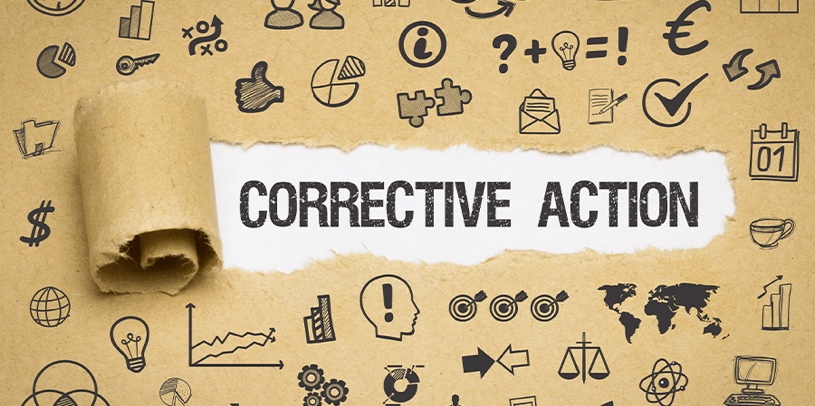 ? + = !
€
i
01
CORRECTIVE ACTION
$
!